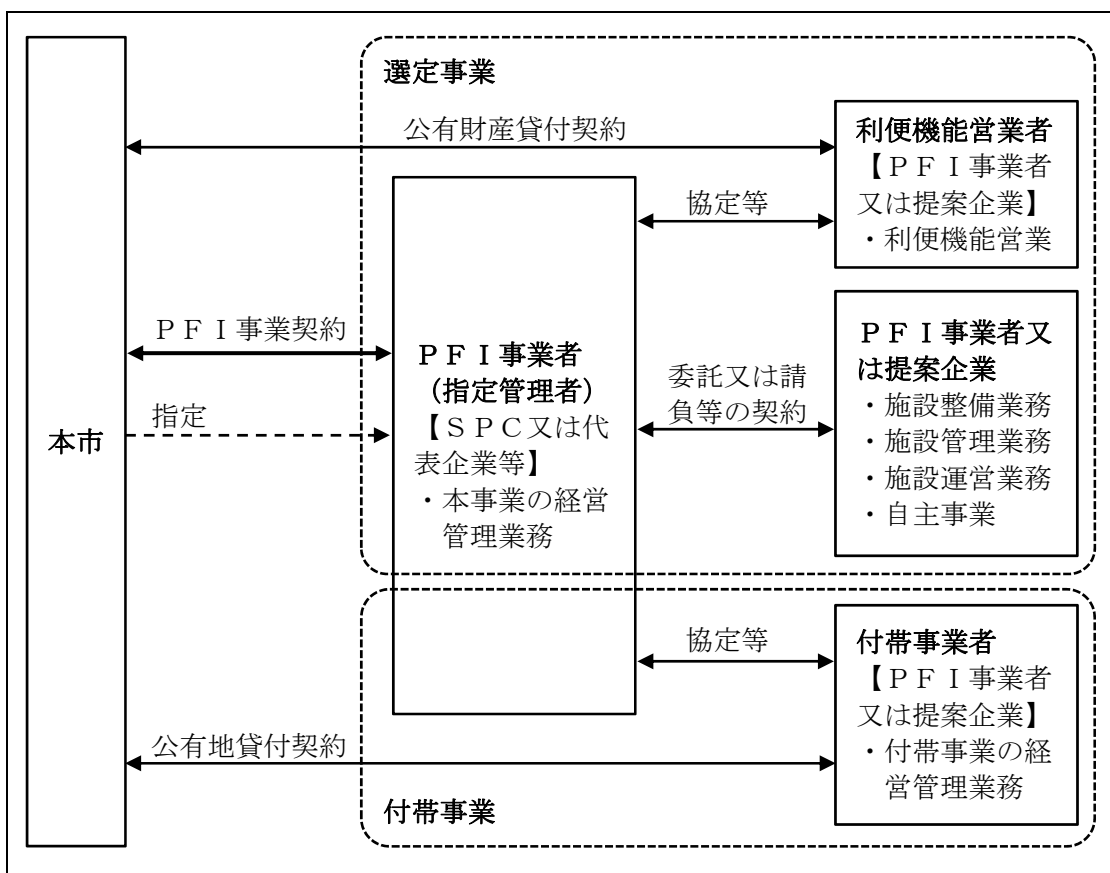 選定事業
公有財産貸付契約
利便機能営業者
【ＰＦＩ事業者
又は提案企業】
・利便機能営業
協定等
ＰＦＩ事業契約
指定
本市
ＰＦＩ事業者
（指定管理者）
【ＳＰＣ又は代
表企業等】
・本事業の経営
管理業務
委託又は請
負等の契約
ＰＦＩ事業者又
は提案企業
・施設整備業務
・施設管理業務
・施設運営業務
・自主事業
協定等
付帯事業者
【ＰＦＩ事業者
又は提案企業】
・付帯事業の経
営管理業務
公有地貸付契約
付帯事業